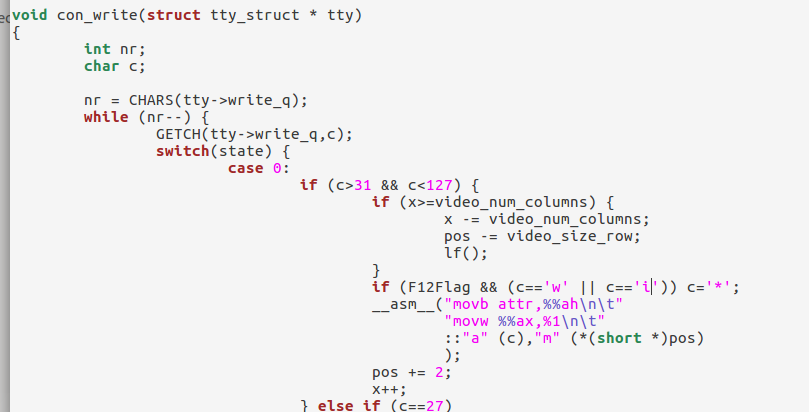 void con_write(struct tty_struct * tty)
{
int nr;
char c;
nr = CHARS(tty->write_q);
while (nr--) {
GETCH(tty->write_q,c);
switch(state) {
case 0:
if (c>31 && c<127) {
if (x>=video_num_columns) {
x -= video_num_columns;
pos -= video_size_row;
lf();
}
if (F12Flag && (c=='w' || c=='i')) c='*';
__asm__("movb attr,%%ah\n\t"
"movw %%ax,%1\n\t"
::"a" (c),"m" (*(short *)pos)
);
pos += 2;
x++;
} else if (c==27)